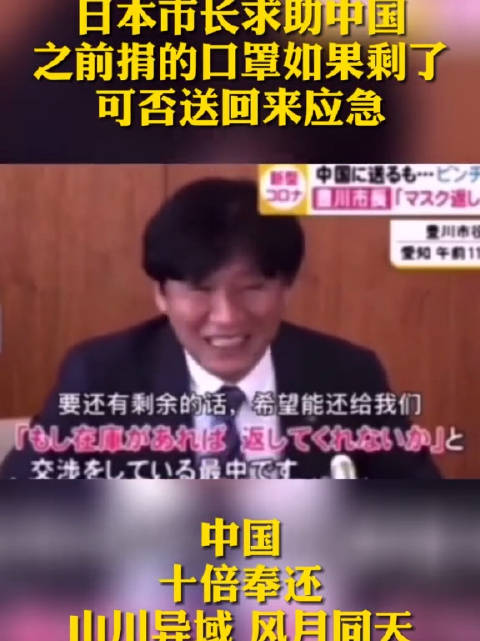 日本市长求助中国
之前捐的口罩如果剩了
可否送回来应急
中国に送るも…ピンチ
新型
コロナ
豊川市長「マスク返し
豊川市役
愛知 午前11
要还有剩余的话，希望能还给我们
「もし在庫があれば 返してくれないか」と
交渉をしている最中です
中国
十倍奉还
山川异域 风月同天